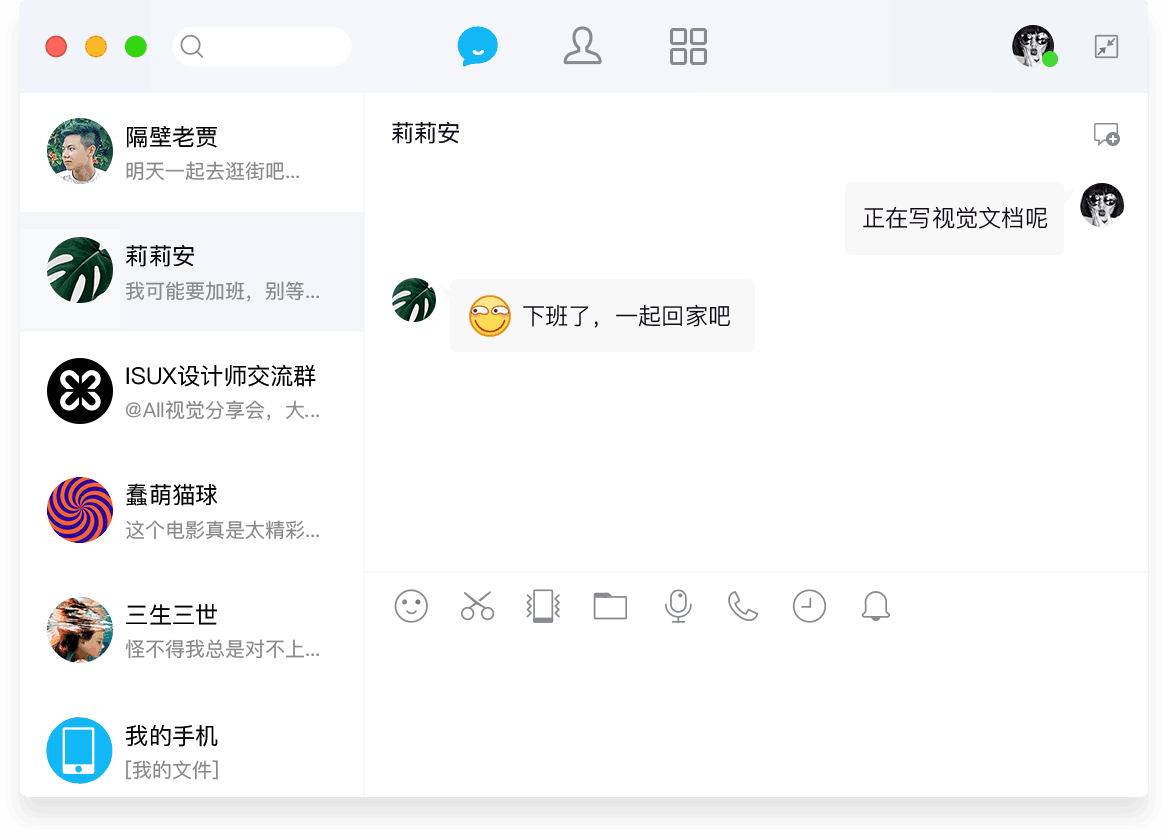 隔壁老贾
明天一起去逛街吧...
莉莉安
我可能要加班，别等...
ISUX设计师交流群
@All视觉分享会，大...
蠢萌猫球
这个电影真是太精彩...
三生三世
怪不得我总是对不上...
我的手机
[我的文件]
莉莉安
正在写视觉文档呢
下班了，一起回家吧